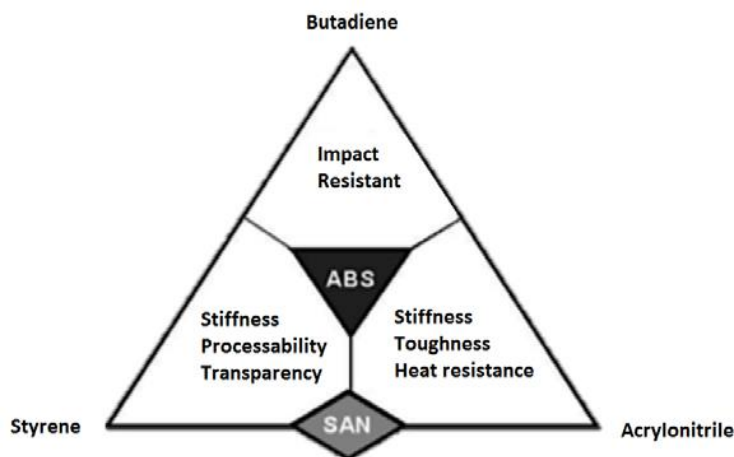 Butadiene
Impact
Resistant
ABS
Stiffness
Processability
Transparency
Stiffness
Toughness
Heat resistance
Styrene
SAN
Acrylonitrile